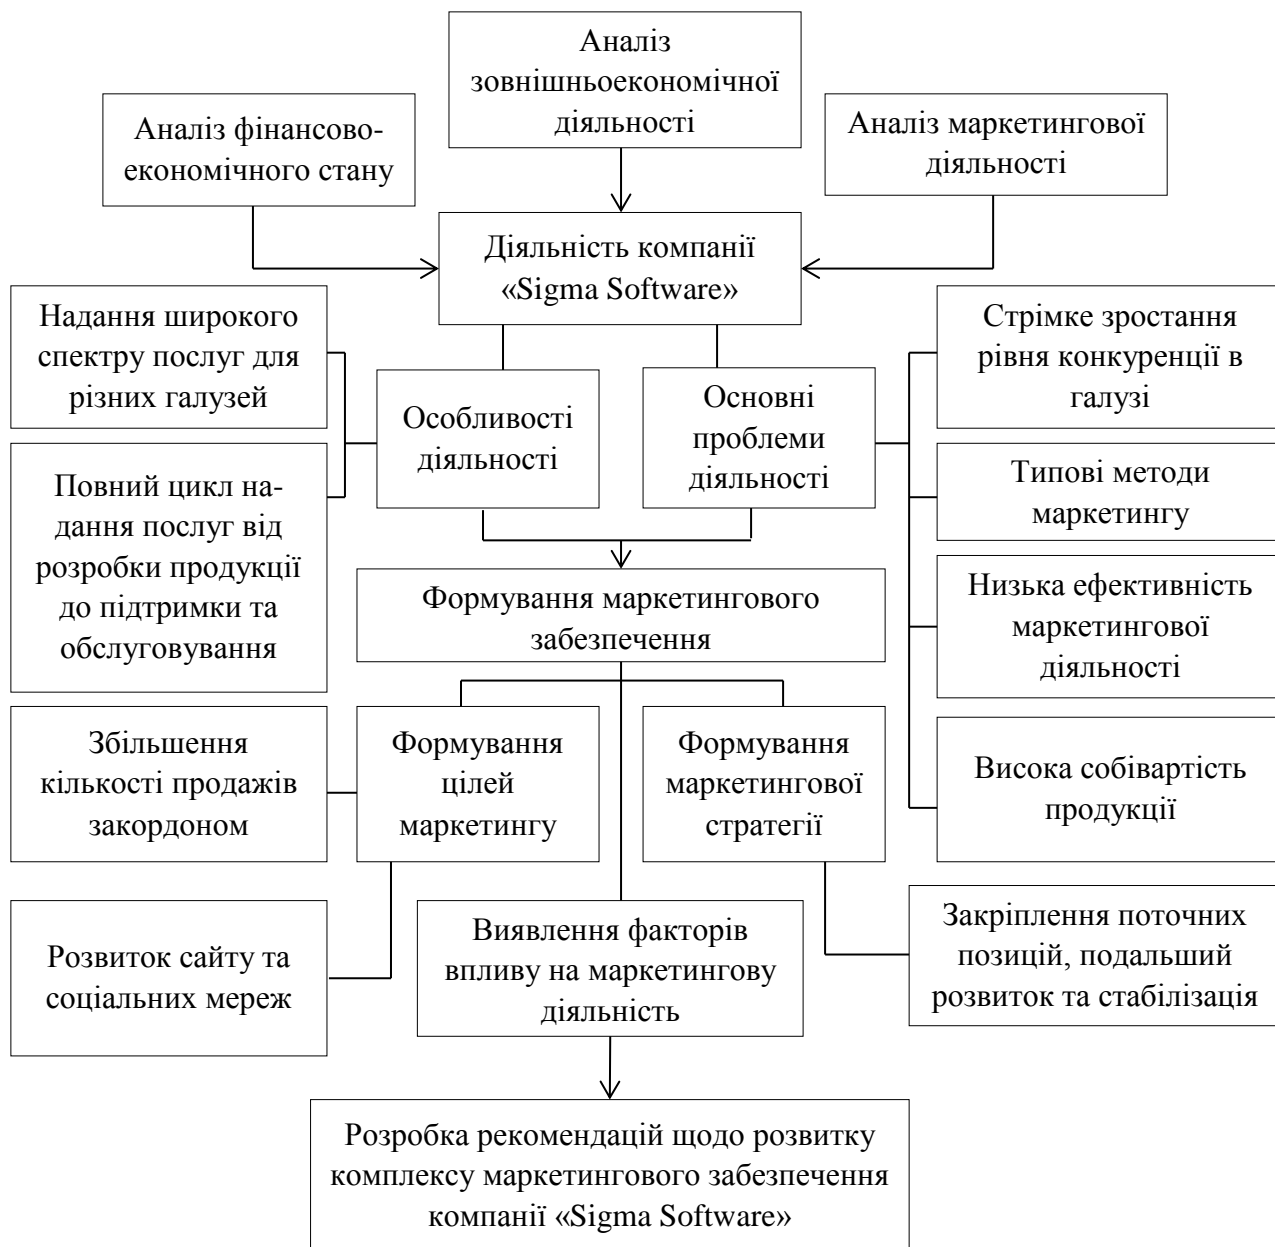 Аналіз
зовнішньоекономічної
діяльності
Аналіз фінансово-
економічного стану
Аналіз маркетингової
діяльності
Діяльність компанії
«Sigma Software»
Надання широкого
спектру послуг для
різних галузей
Особливості
діяльності
Основні
проблеми
діяльності
Стрімке зростання
рівня конкуренції в
галузі
Повний цикл на-
дання послуг від
розробки продукції
до підтримки та
обслуговування
Типові методи
маркетингу
Формування маркетингового
забезпечення
Низька ефективність
маркетингової
діяльності
Збільшення
кількості продажів
закордоном
Формування
цілей
маркетингу
Формування
маркетингової
стратегії
Висока собівартість
продукції
Розвиток сайту та
соціальних мереж
Виявлення факторів
впливу на маркетингову
діяльність
Закріплення поточних
позицій, подальший
розвиток та стабілізація
Розробка рекомендацій щодо розвитку
комплексу маркетингового забезпечення
компанії «Sigma Software»